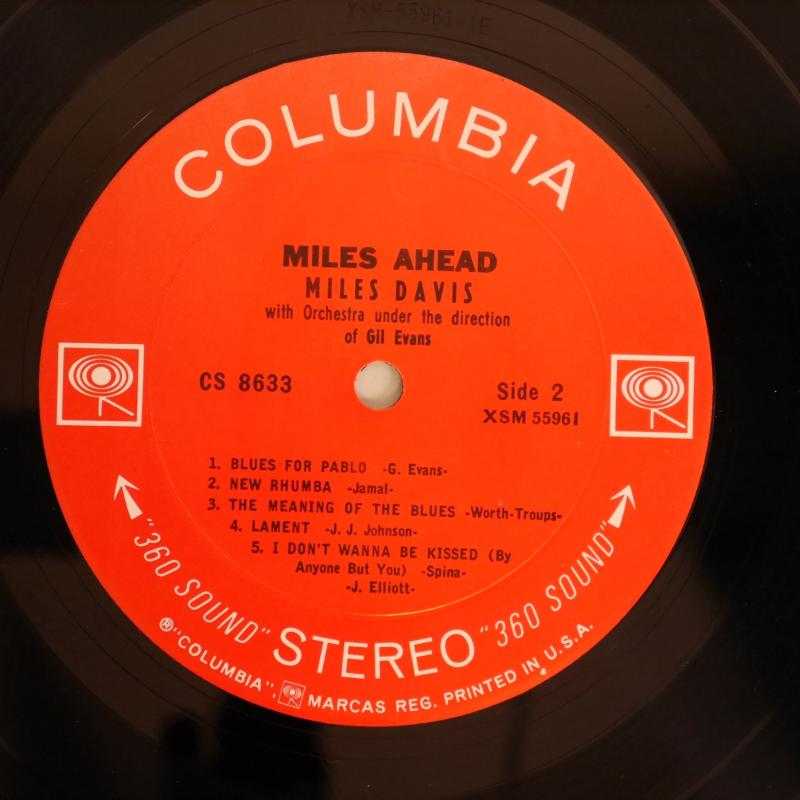 XSM-55961-1E
COLUMBIA
MILES AHEAD
MILES DAVIS
with Orchestra under the direction
of Gil Evans
CS 8633
Side 2
XSM 55961
1. BLUES FOR PABLO -G. Evans-
2. NEW RHUMBA -Jamal-
3. THE MEANING OF THE BLUES -Worth-Troups-
4. LAMENT -J. J. Johnson-
5. I DON'T WANNA BE KISSED (By
Anyone But You) -Spina-
-J. Elliott-
"360 SOUND" STEREO "360 SOUND"
®"COLUMBIA", MARCAS REG. PRINTED IN U.S.A.